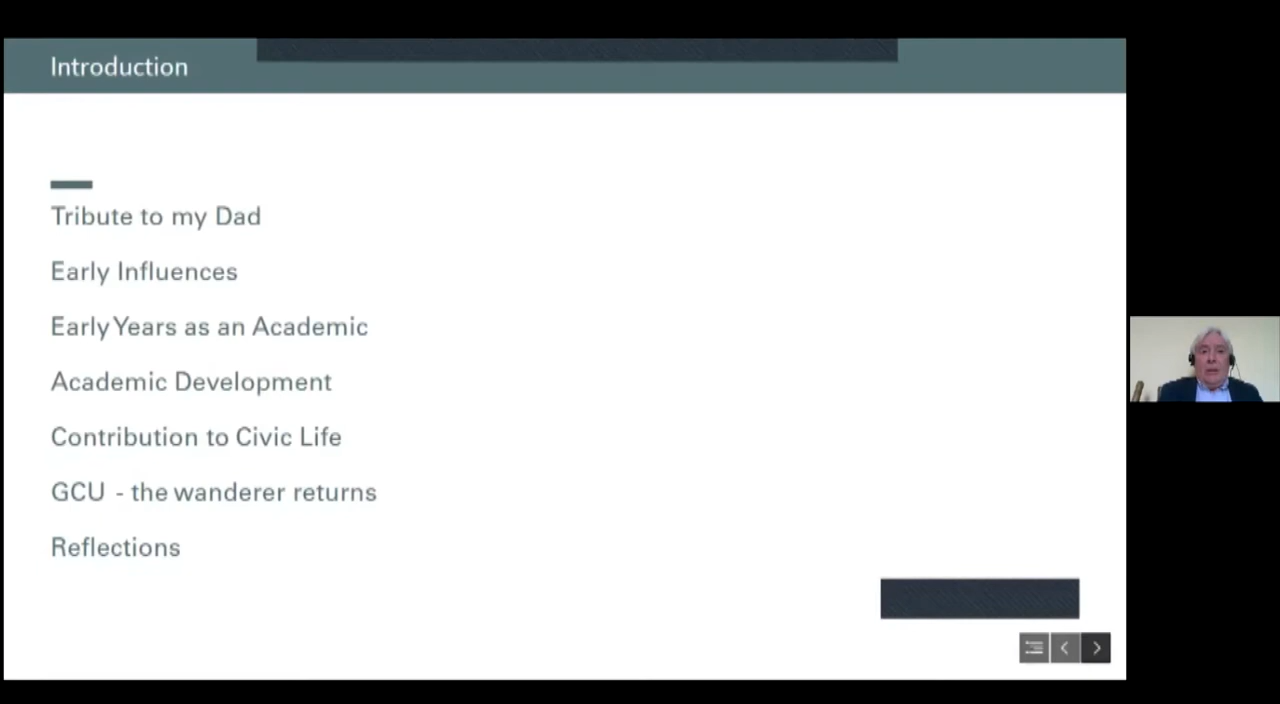 Introduction
Tribute to my Dad
Early Influences
Early Years as an Academic
Academic Development
Contribution to Civic Life
GCU - the wanderer returns
Reflections